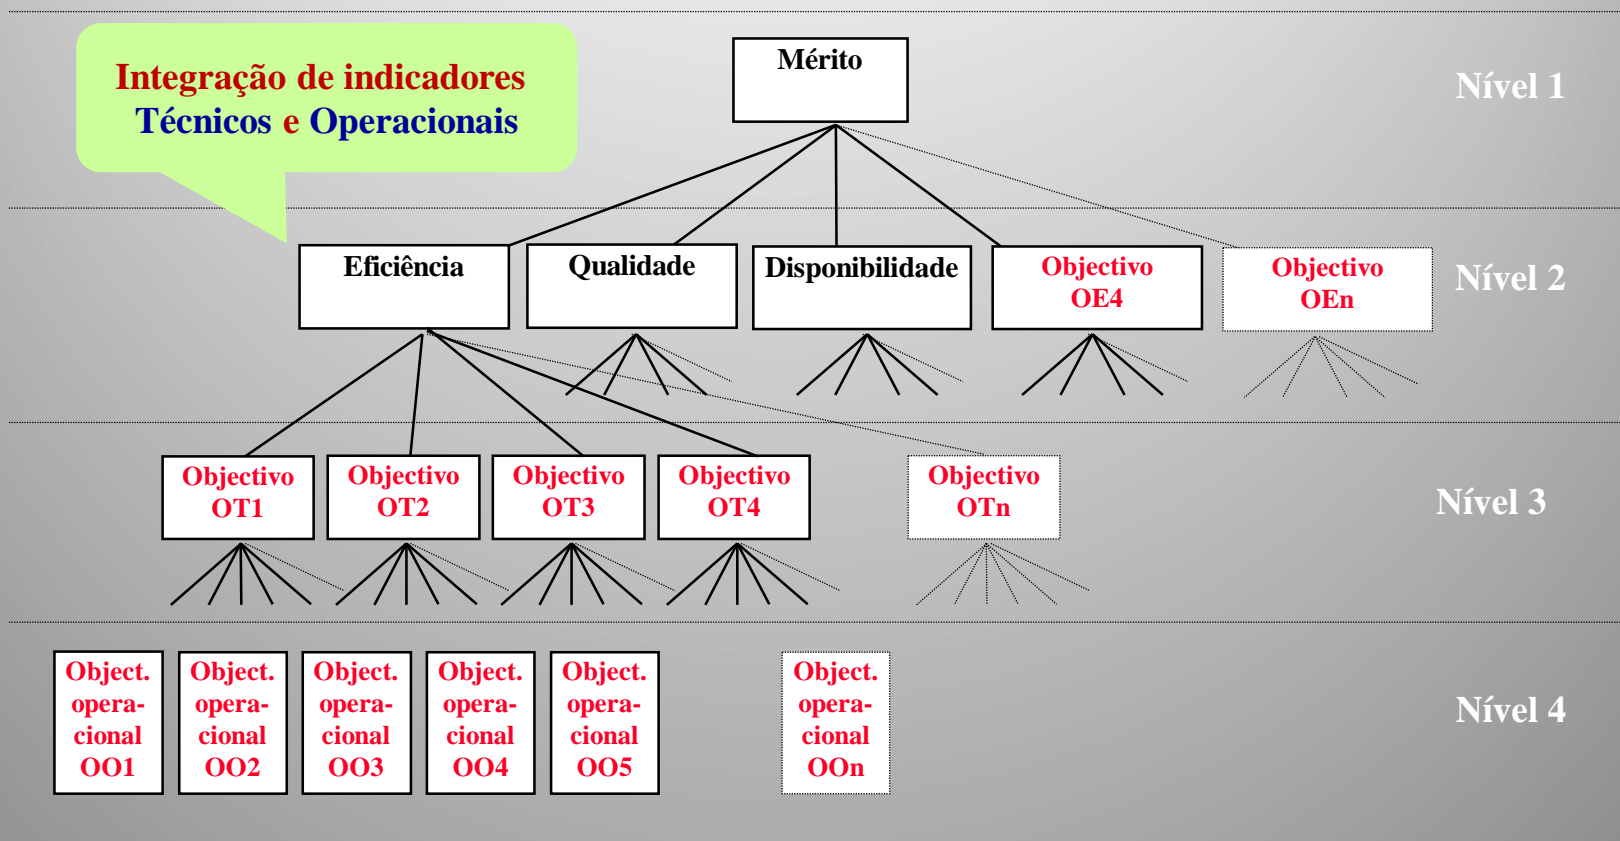 Integração de indicadores
Técnicos e Operacionais
Mérito
Nível 1
Eficiência
Qualidade
Disponibilidade
Objectivo
OE4
Objectivo
OEn
Nível 2
Objectivo
OT1
Objectivo
OT2
Objectivo
OT3
Objectivo
OT4
Objectivo
OTn
Nível 3
Object.
opera-
cional
OO1
Object.
opera-
cional
OO2
Object.
opera-
cional
OO3
Object.
opera-
cional
OO4
Object.
opera-
cional
OO5
Object.
opera-
cional
OOn
Nível 4